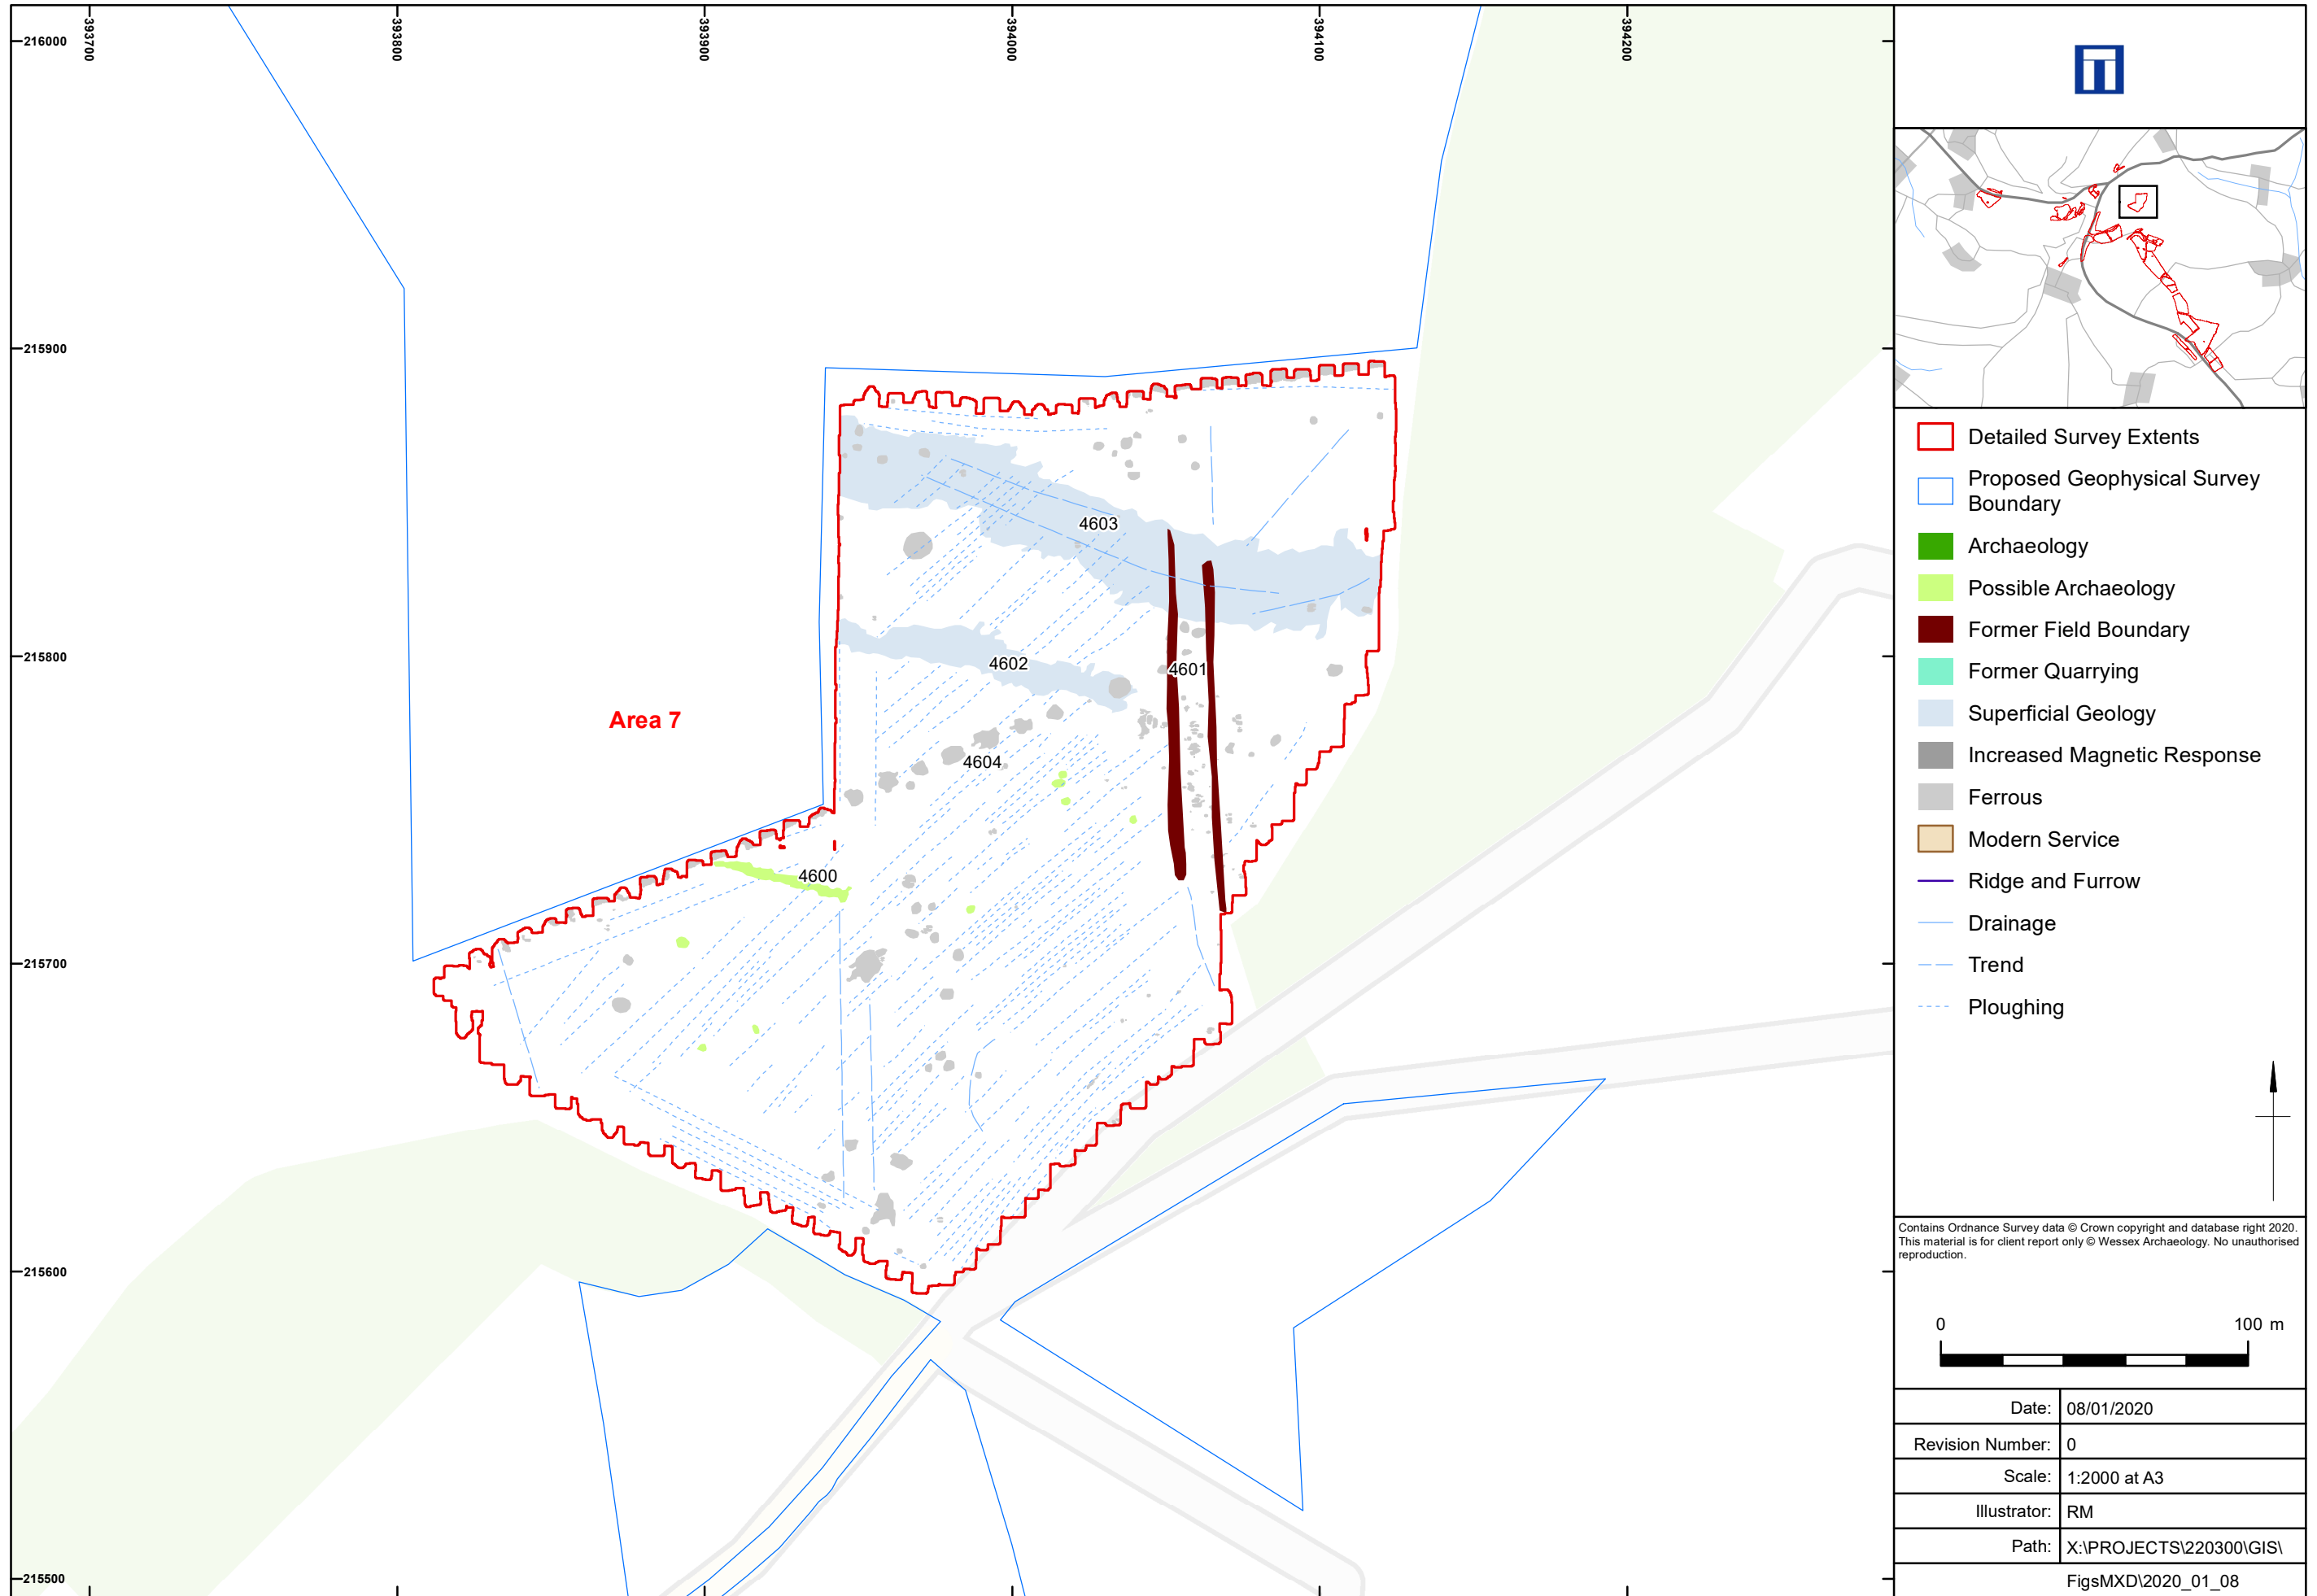 393700
393800
393900
394000
394100
394200
216000
215900
215800
215700
215600
215500
4603
4602
4601
Area 7
4604
4600
Detailed Survey Extents
Proposed Geophysical Survey
Boundary
Archaeology
Possible Archaeology
Former Field Boundary
Former Quarrying
Superficial Geology
Increased Magnetic Response
Ferrous
Modern Service
Ridge and Furrow
Drainage
Trend
Ploughing
Contains Ordnance Survey data © Crown copyright and database right 2020.
This material is for client report only © Wessex Archaeology. No unauthorised
reproduction.
0 100 m
Date: 08/01/2020
Revision Number: 0
Scale: 1:2000 at A3
Illustrator: RM
Path: X:\PROJECTS\220300\GIS\
FigsMXD\2020_01_08